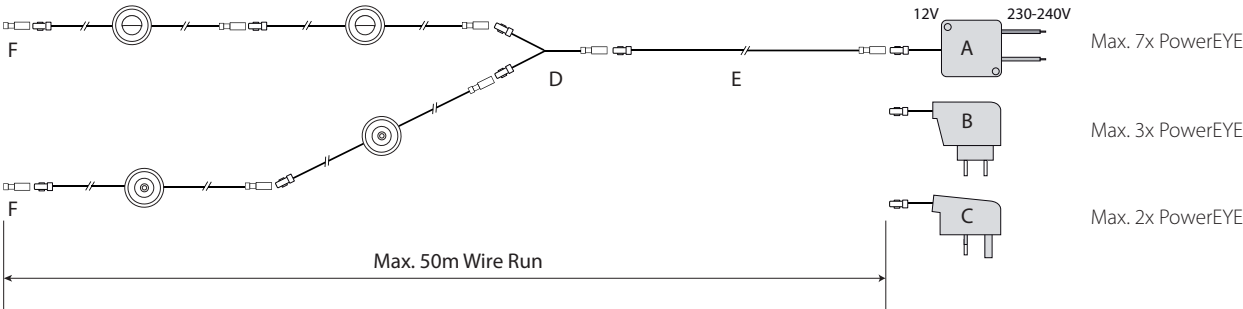 12V 230-240V
F
D
E
A
Max. 7x PowerEYE
B
Max. 3x PowerEYE
F
C
Max. 2x PowerEYE
Max. 50m Wire Run